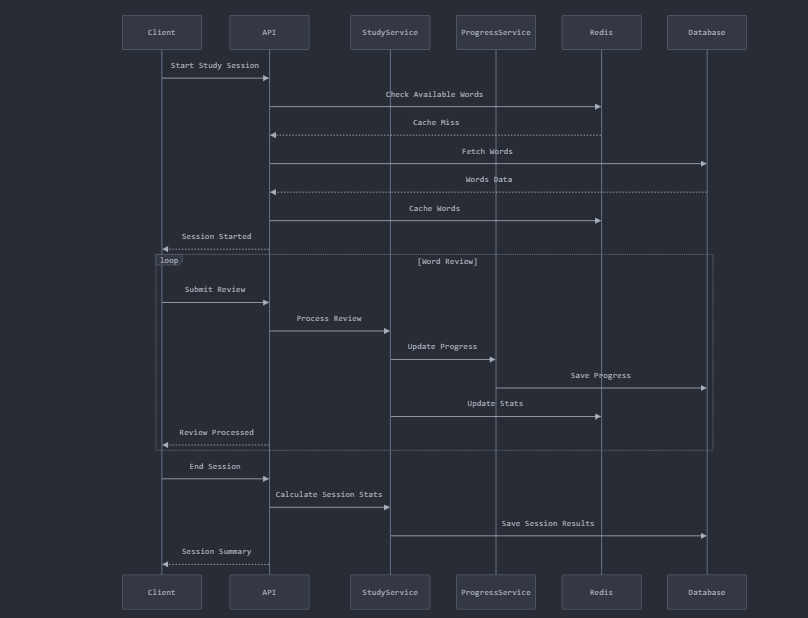 Client API StudyService ProgressService Redis Database
Start Study Session
Check Available Words
Cache Miss
Fetch Words
Words Data
Cache Words
Session Started
loop [Word Review]
Submit Review
Process Review
Update Progress
Save Progress
Update Stats
Review Processed
End Session
Calculate Session Stats
Save Session Results
Session Summary
Client API StudyService ProgressService Redis Database